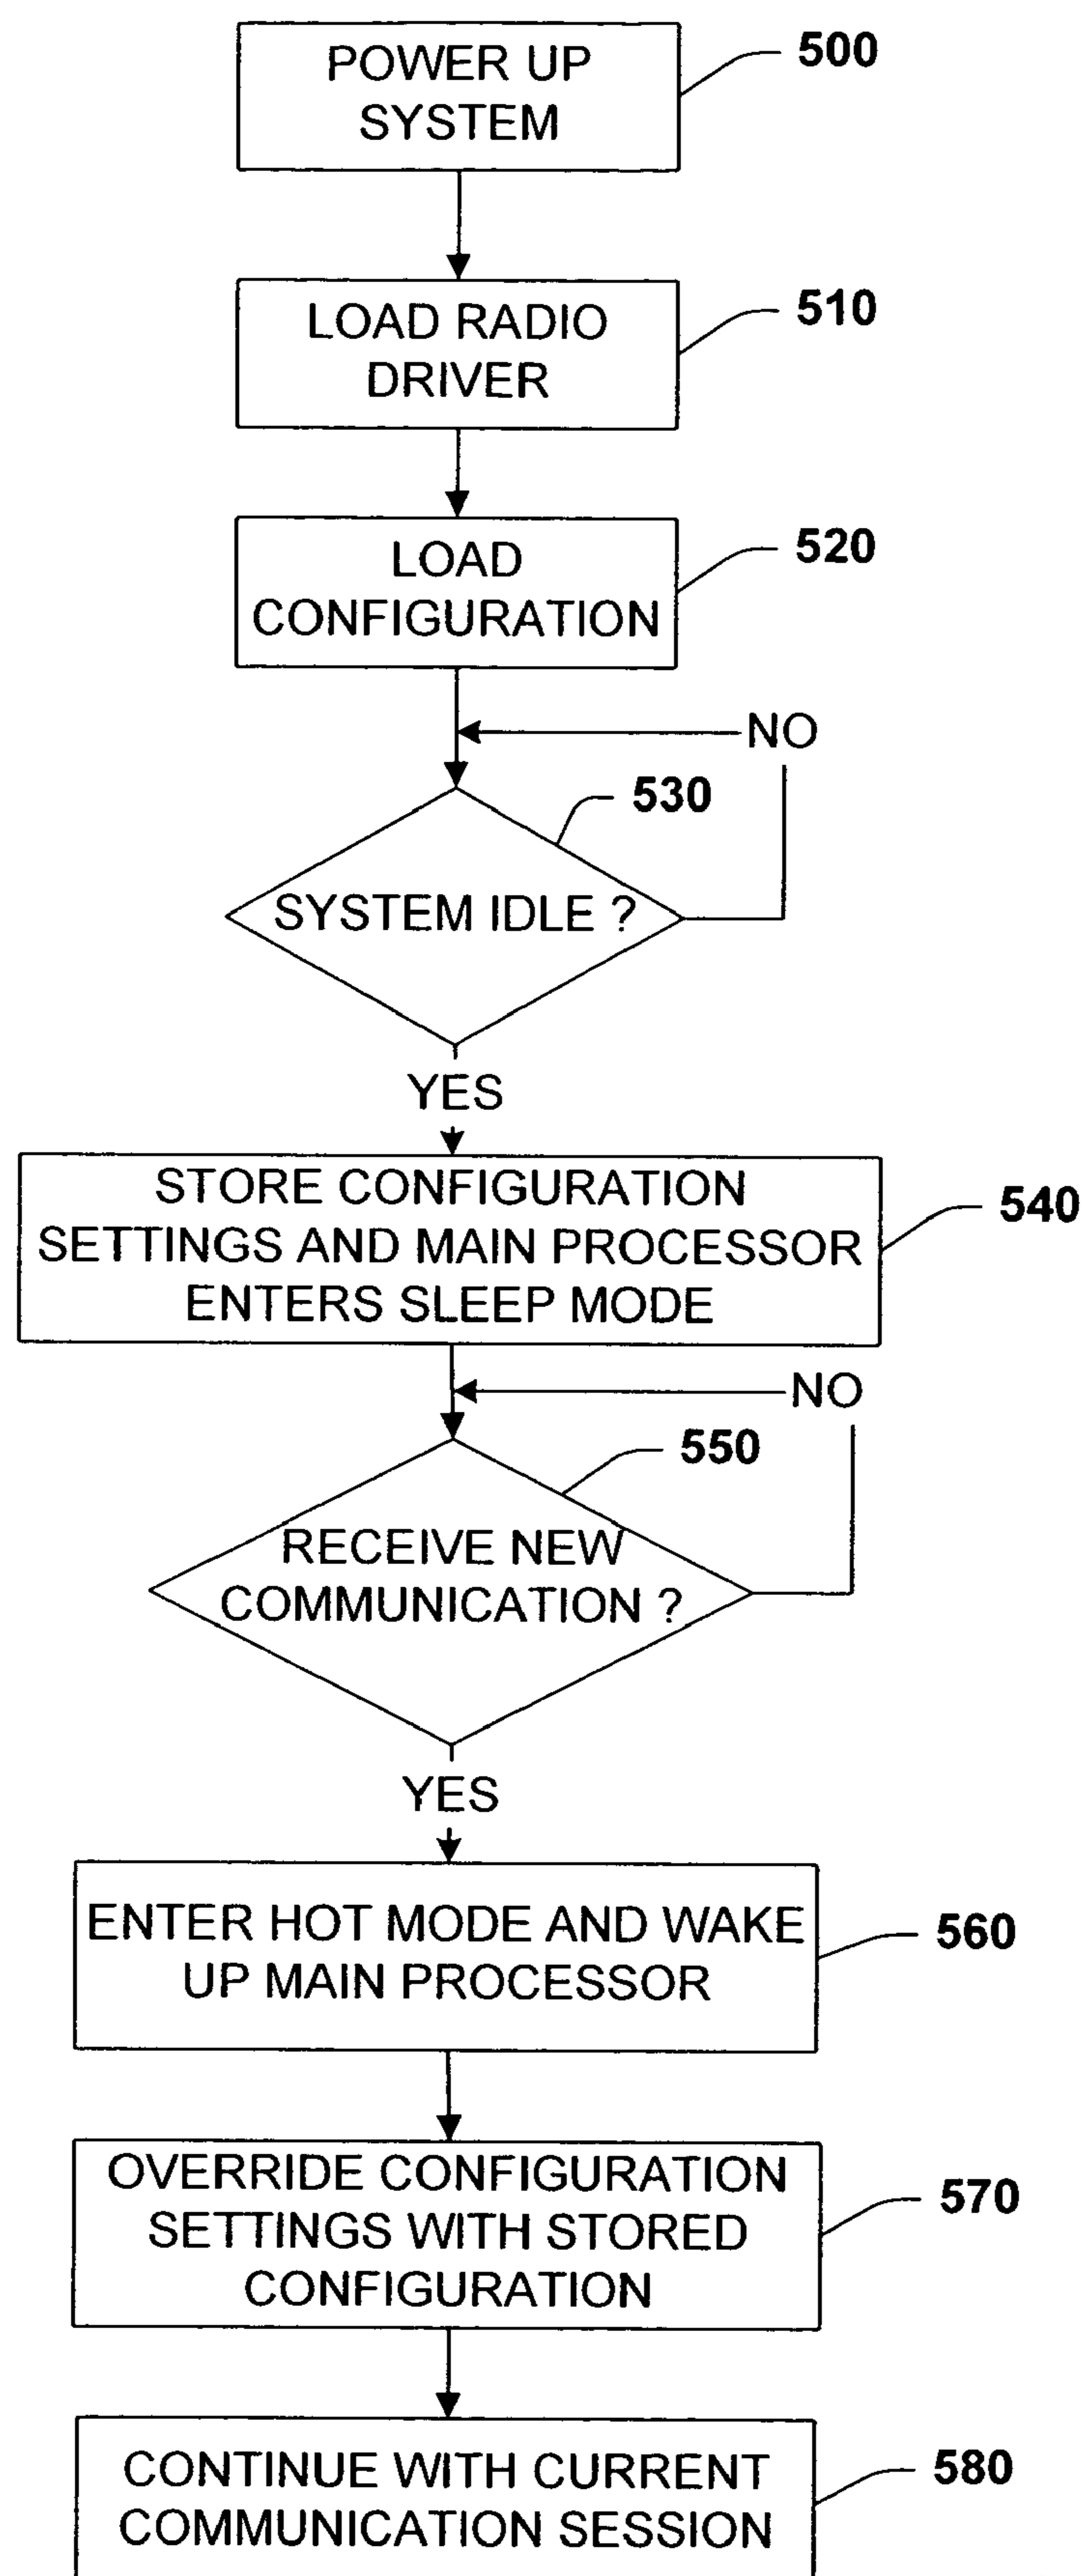 POWER UP
SYSTEM
500
LOAD RADIO
DRIVER
510
LOAD
CONFIGURATION
520
NO
530
SYSTEM IDLE ?
YES
STORE CONFIGURATION
SETTINGS AND MAIN PROCESSOR
ENTERS SLEEP MODE
540
NO
550
RECEIVE NEW
COMMUNICATION ?
YES
ENTER HOT MODE AND WAKE
UP MAIN PROCESSOR
560
OVERRIDE CONFIGURATION
SETTINGS WITH STORED
CONFIGURATION
570
CONTINUE WITH CURRENT
COMMUNICATION SESSION
580